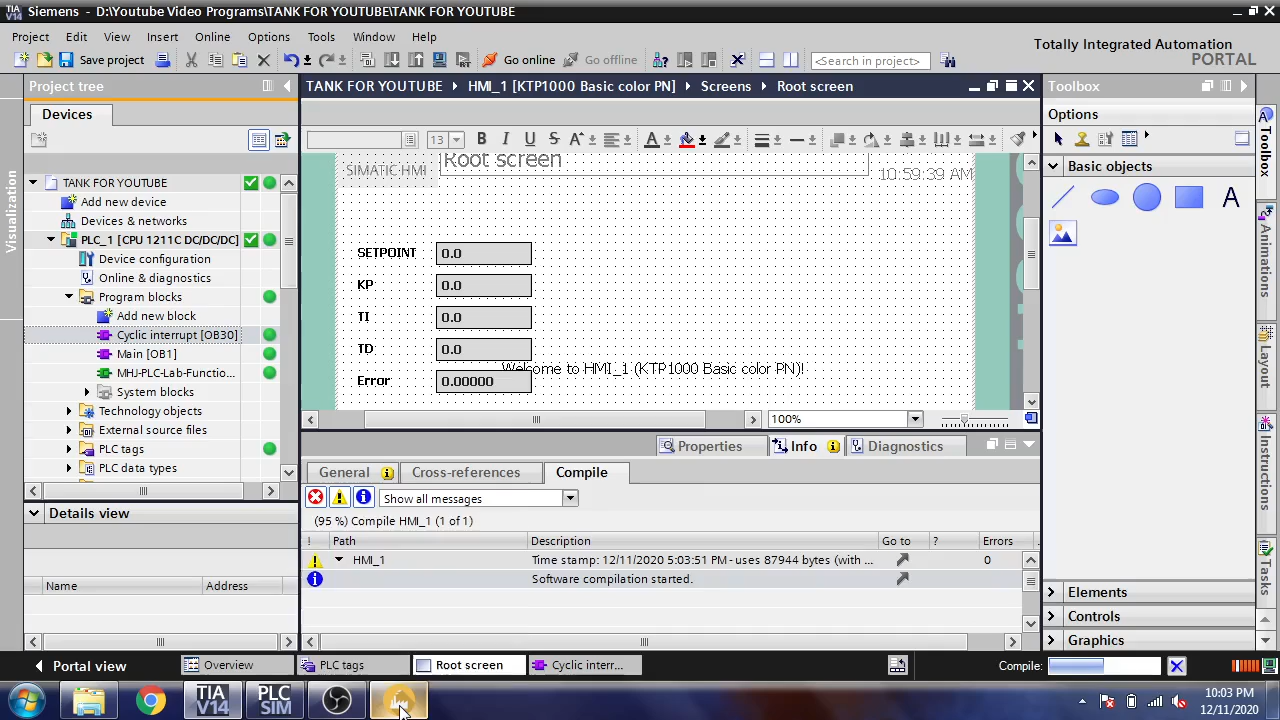 Siemens - D:\Youtube Video Programs\TANK FOR YOUTUBE\TANK FOR YOUTUBE
Project Edit View Insert Online Options Tools Window Help
Totally Integrated Automation
PORTAL
Save project
Go online
Go offline
<Search in project>
Project tree
TANK FOR YOUTUBE HMI_1 [KTP1000 Basic color PN] Screens Root screen
Toolbox
Devices
Options
13
Basic objects
TANK FOR YOUTUBE
Add new device
Devices & networks
PLC_1 [CPU 1211C DC/DC/DC]
Device configuration
Online & diagnostics
Program blocks
Add new block
Cyclic interrupt [OB30]
Main [OB1]
MHJ-PLC-Lab-Functio...
System blocks
Technology objects
External source files
PLC tags
PLC data types
SIMATIC HMI
Root screen
10:59:39 AM
SETPOINT 0.0
KP 0.0
TI 0.0
TD 0.0
Welcome to HMI_1 (KTP1000 Basic color PN)
Error 0.00000
100%
Properties Info Diagnostics
General Cross-references Compile
Show all messages
(95 %) Compile HMI_1 (1 of 1)
! Path Description Go to ? Errors
HMI_1 Time stamp: 12/11/2020 5:03:51 PM - uses 87944 bytes (with ... 0
Software compilation started.
Details view
Name Address
Elements
Controls
Graphics
Visualization
Toolbox
Animations
Layout
Instructions
Tasks
Portal view
Overview
PLC tags
Root screen
Cyclic interr...
Compile:
TIA
V14
PLC
SIM
10:03 PM
12/11/2020